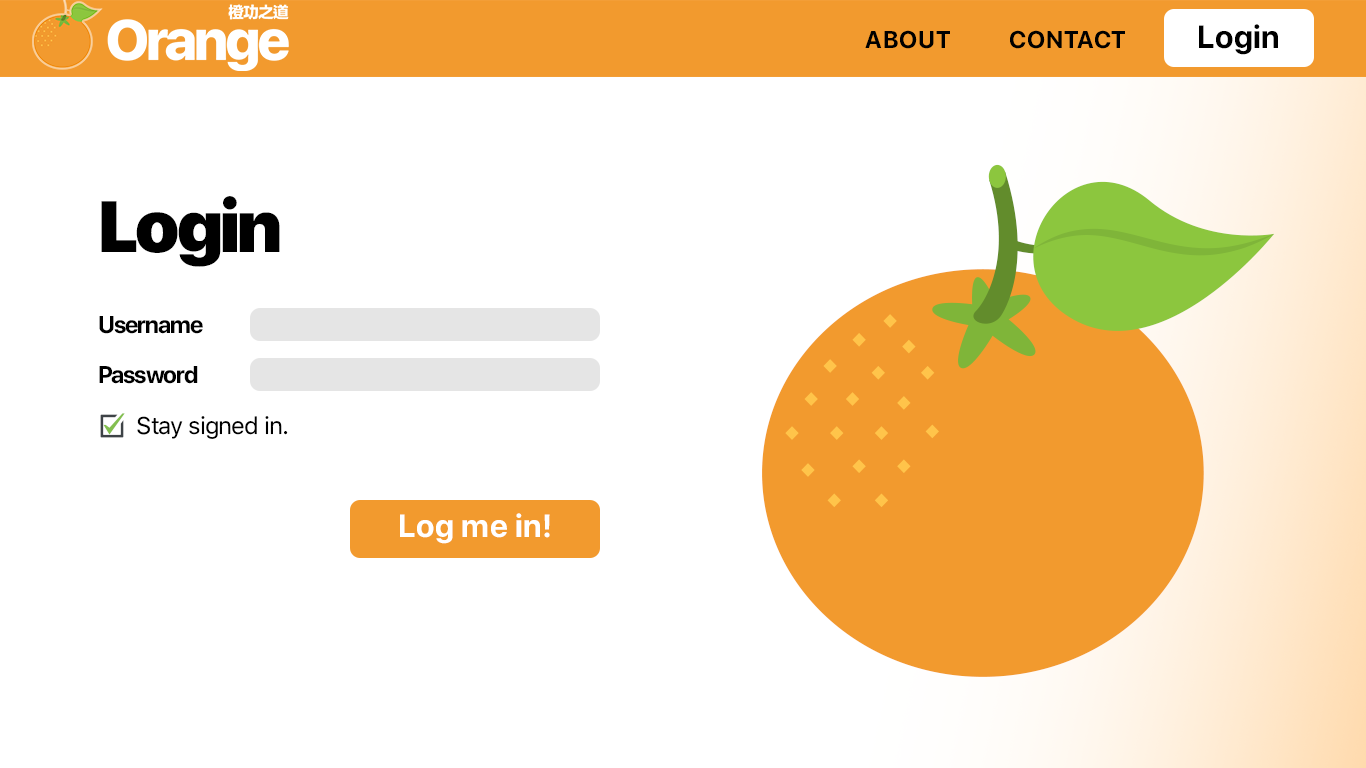 橙功之道
Orange
ABOUT
CONTACT
Login
Login
Username
Password
Stay signed in.
Log me in!